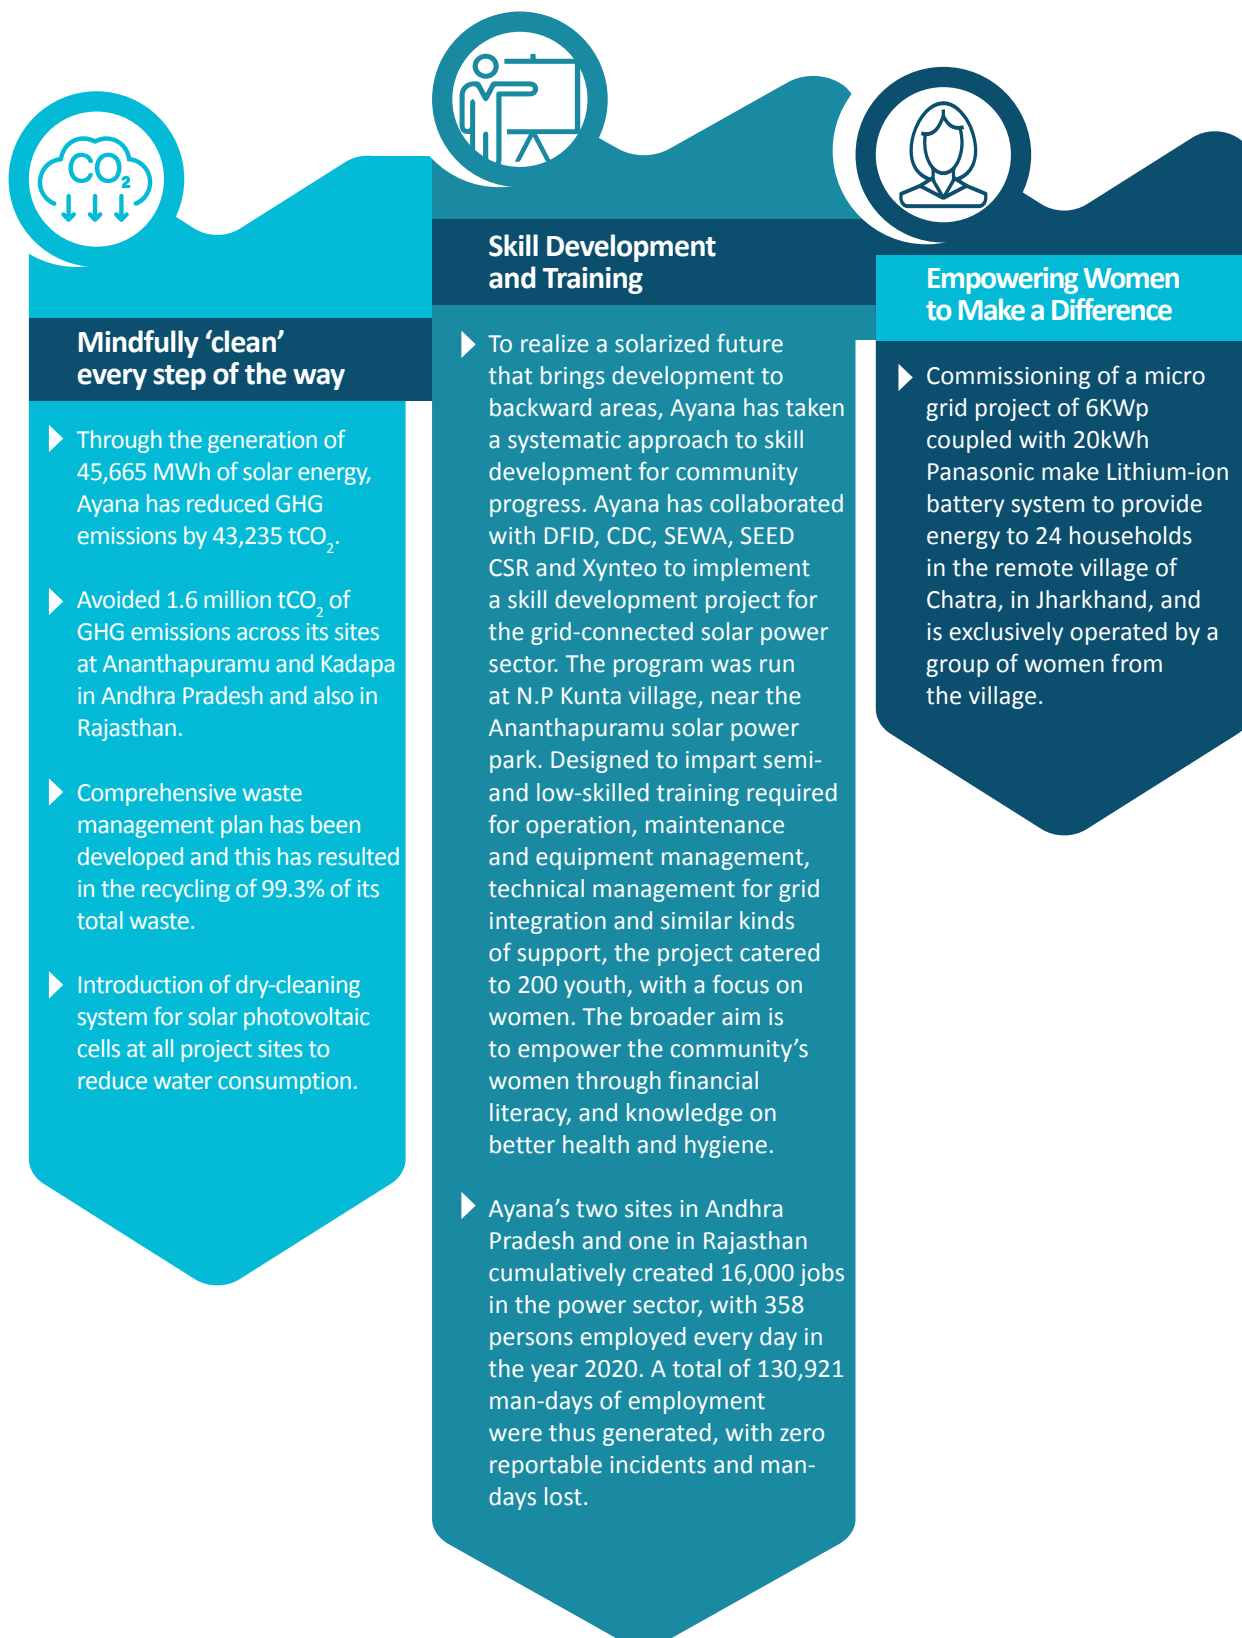 CO2
Mindfully ‘clean’
every step of the way
Through the generation of
45,665 MWh of solar energy,
Ayana has reduced GHG
emissions by 43,235 tCO2.
Avoided 1.6 million tCO2 of
GHG emissions across its sites
at Ananthapuramu and Kadapa
in Andhra Pradesh and also in
Rajasthan.
Comprehensive waste
management plan has been
developed and this has resulted
in the recycling of 99.3% of its
total waste.
Introduction of dry-cleaning
system for solar photovoltaic
cells at all project sites to
reduce water consumption.
Skill Development
and Training
To realize a solarized future
that brings development to
backward areas, Ayana has taken
a systematic approach to skill
development for community
progress. Ayana has collaborated
with DFID, CDC, SEWA, SEED
CSR and Xynteo to implement
a skill development project for
the grid-connected solar power
sector. The program was run
at N.P Kunta village, near the
Ananthapuramu solar power
park. Designed to impart semi-
and low-skilled training required
for operation, maintenance
and equipment management,
technical management for grid
integration and similar kinds
of support, the project catered
to 200 youth, with a focus on
women. The broader aim is
to empower the community’s
women through financial
literacy, and knowledge on
better health and hygiene.
Ayana’s two sites in Andhra
Pradesh and one in Rajasthan
cumulatively created 16,000 jobs
in the power sector, with 358
persons employed every day in
the year 2020. A total of 130,921
man-days of employment
were thus generated, with zero
reportable incidents and man-
days lost.
Empowering Women
to Make a Difference
Commissioning of a micro
grid project of 6KWp
coupled with 20kWh
Panasonic make Lithium-ion
battery system to provide
energy to 24 households
in the remote village of
Chatra, in Jharkhand, and
is exclusively operated by a
group of women from
the village.